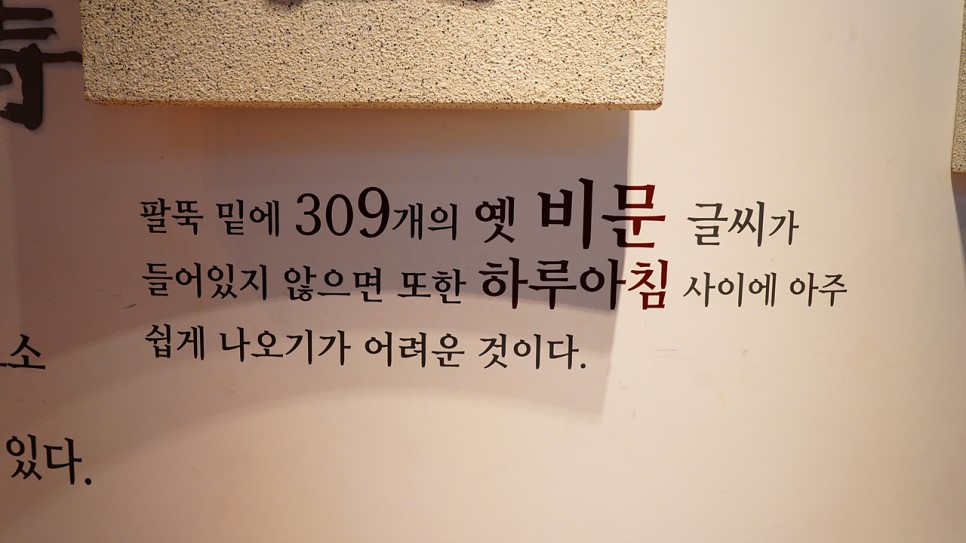 팔뚝 밑에 309개의 옛 비문 글씨가
들어있지 않으면 또한 하루아침 사이에 아주
쉽게 나오기가 어려운 것이다.
소
있다.